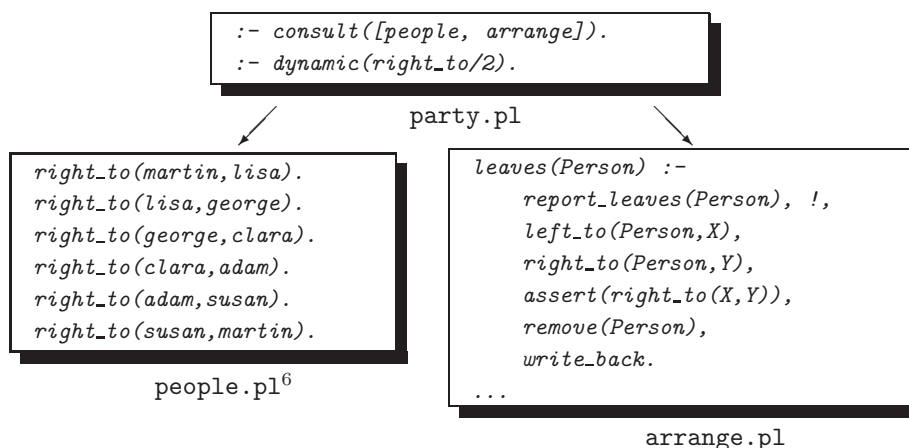 :- consult([people, arrange]).
:- dynamic(right_to/2).
party.pl
right_to(martin,lisa).
right_to(lisa,george).
right_to(george,clara).
right_to(clara,adam).
right_to(adam,susan).
right_to(susan,martin).
people.pl⁶
leaves(Person) :-
report_leaves(Person), !,
left_to(Person,X),
right_to(Person,Y),
assert(right_to(X,Y)),
remove(Person),
write_back.
...
arrange.pl